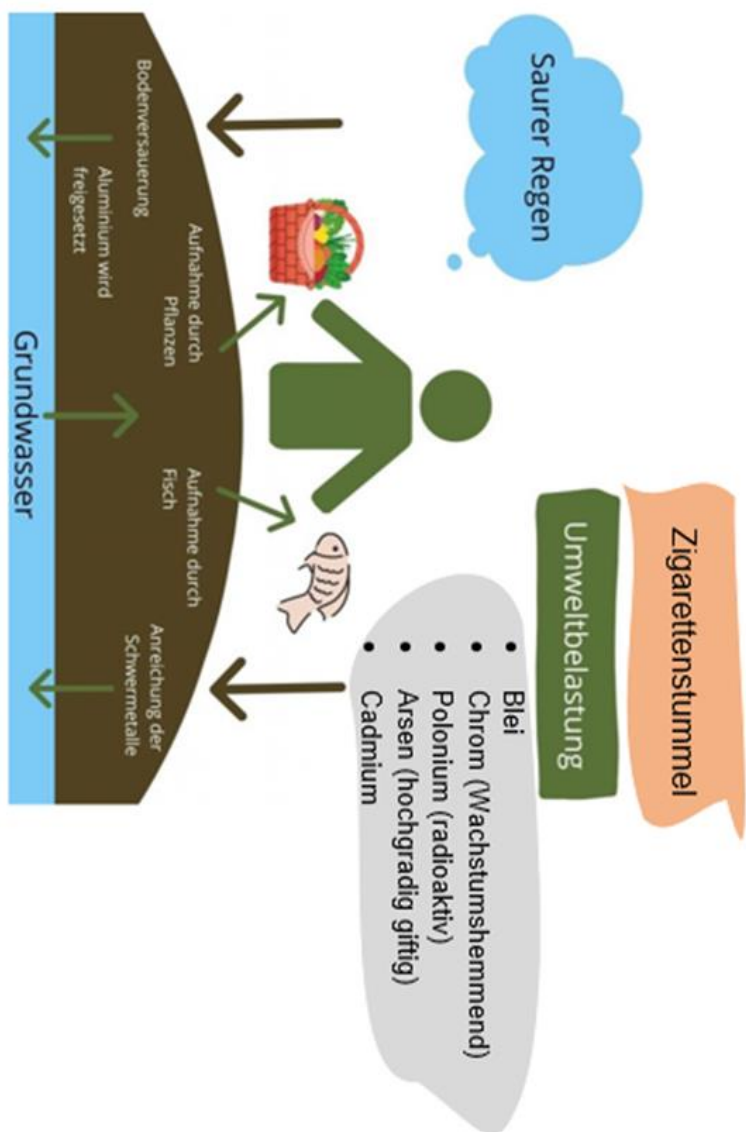 Zigarettenstummel
Umweltbelastung
Saurer Regen
• Blei
• Chrom (Wachstumshemmend)
• Polonium (radioaktiv)
• Arsen (hochgradig giftig)
• Cadmium
Aufnahme durch
Pflanzen
Aufnahme durch
Fisch
Bodenversauerung
Anreichung der
Schwermetalle
Aluminium wird
freigesetzt
Grundwasser